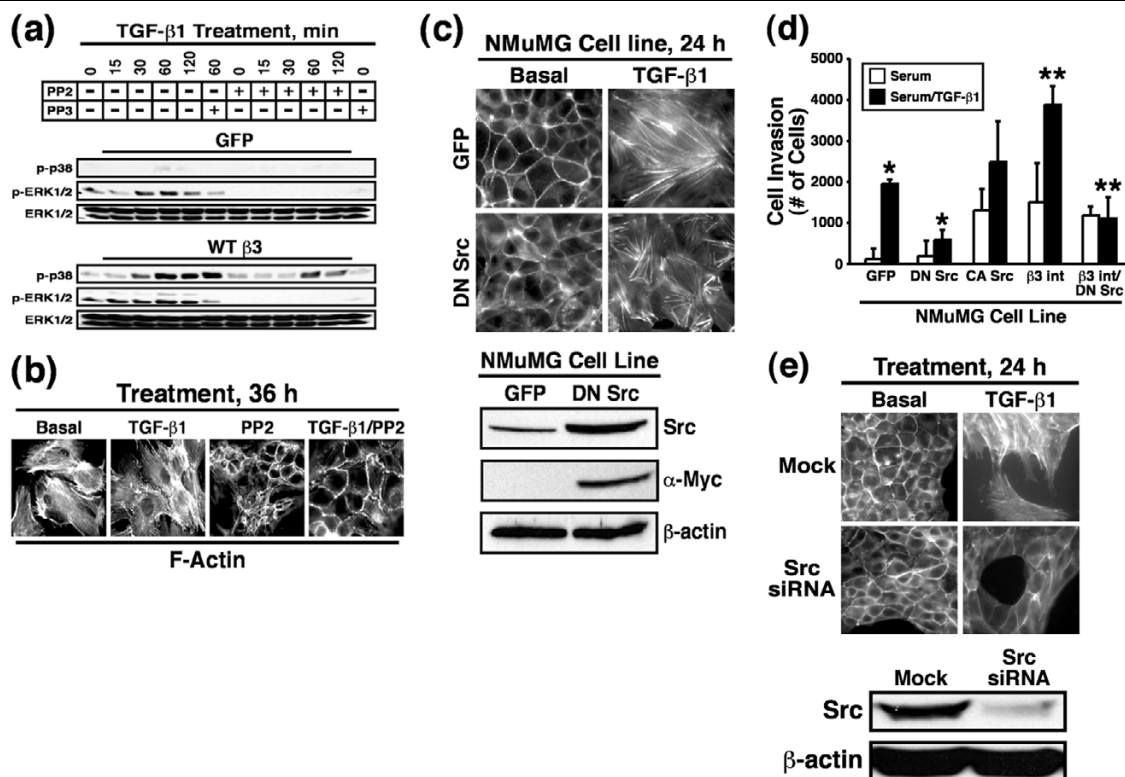 (a)
TGF-β1 Treatment, min
0 15 30 60 120 60 0 15 30 60 120 0
PP2 - - - - - - + + + + + -
PP3 - - - - - + - - - - - +
GFP
p-p38
p-ERK1/2
ERK1/2
WT β3
p-p38
p-ERK1/2
ERK1/2
(b)
Treatment, 36 h
Basal TGF-β1 PP2 TGF-β1/PP2
F-Actin
(c)
NMuMG Cell line, 24 h
Basal TGF-β1
GFP
DN Src
NMuMG Cell Line
GFP DN Src
Src
α-Myc
β-actin
(d)
5000
4000
3000
2000
1000
0
Cell Invasion
(# of Cells)
Serum
Serum/TGF-β1
*
*
**
**
GFP DN Src CA Src β3 int β3 int/
DN Src
NMuMG Cell Line
(e)
Treatment, 24 h
Basal TGF-β1
Mock
Src
siRNA
Mock Src
siRNA
Src
β-actin